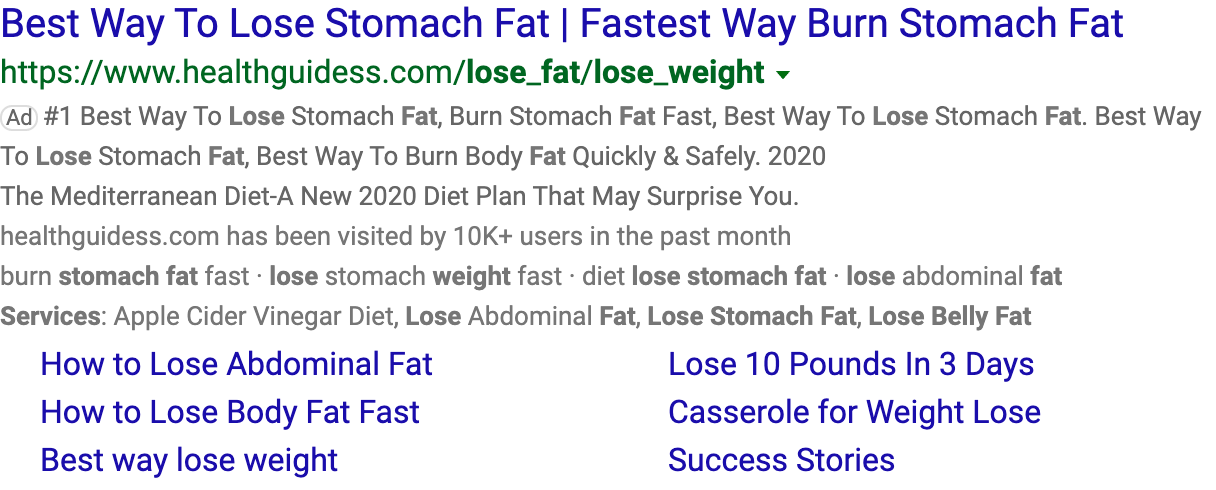 Best Way To Lose Stomach Fat | Fastest Way Burn Stomach Fat
https://www.healthguidess.com/lose_fat/lose_weight
Ad #1 Best Way To Lose Stomach Fat, Burn Stomach Fat Fast, Best Way To Lose Stomach Fat. Best Way
To Lose Stomach Fat, Best Way To Burn Body Fat Quickly & Safely. 2020
The Mediterranean Diet-A New 2020 Diet Plan That May Surprise You.
healthguidess.com has been visited by 10K+ users in the past month
burn stomach fat fast · lose stomach weight fast · diet lose stomach fat · lose abdominal fat
Services: Apple Cider Vinegar Diet, Lose Abdominal Fat, Lose Stomach Fat, Lose Belly Fat
How to Lose Abdominal Fat Lose 10 Pounds In 3 Days
How to Lose Body Fat Fast Casserole for Weight Lose
Best way lose weight Success Stories